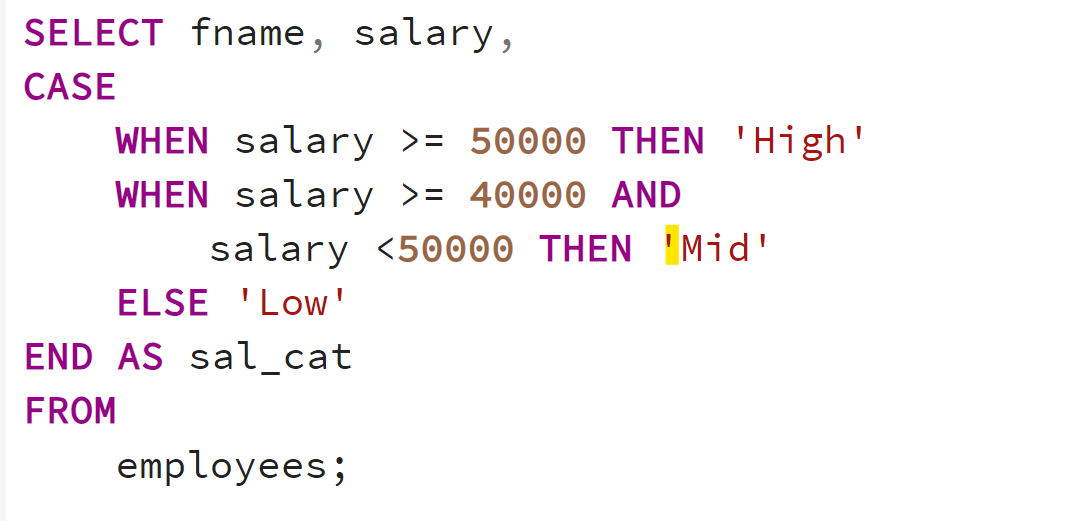 SELECT fname, salary,
CASE
    WHEN salary >= 50000 THEN 'High'
    WHEN salary >= 40000 AND
        salary <50000 THEN 'Mid'
    ELSE 'Low'
END AS sal_cat
FROM
    employees;